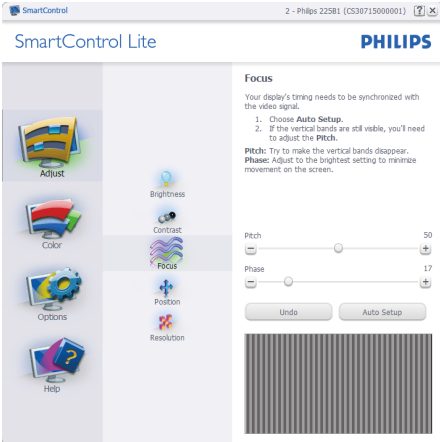 SmartControl
2 - Philips 225B1 (CS30715000001)
? ×
SmartControl Lite
PHILIPS
Adjust
Color
Options
Help
Brightness
Contrast
Focus
Position
Resolution
Focus
Your display's timing needs to be synchronized with
the video signal.
1. Choose Auto Setup.
2. If the vertical bands are still visible, you'll need
to adjust the Pitch.
Pitch: Try to make the vertical bands disappear.
Phase: Adjust to the brightest setting to minimize
movement on the screen.
Pitch 50
Phase 17
Undo
Auto Setup